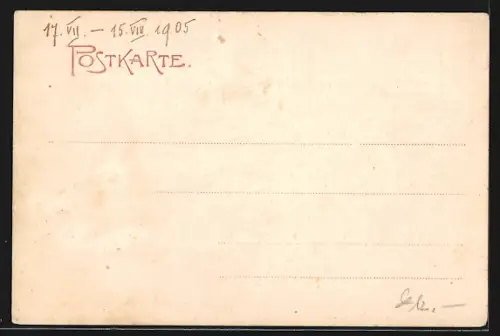 17. VII. – 15. VIII. 1905
POSTKARTE.